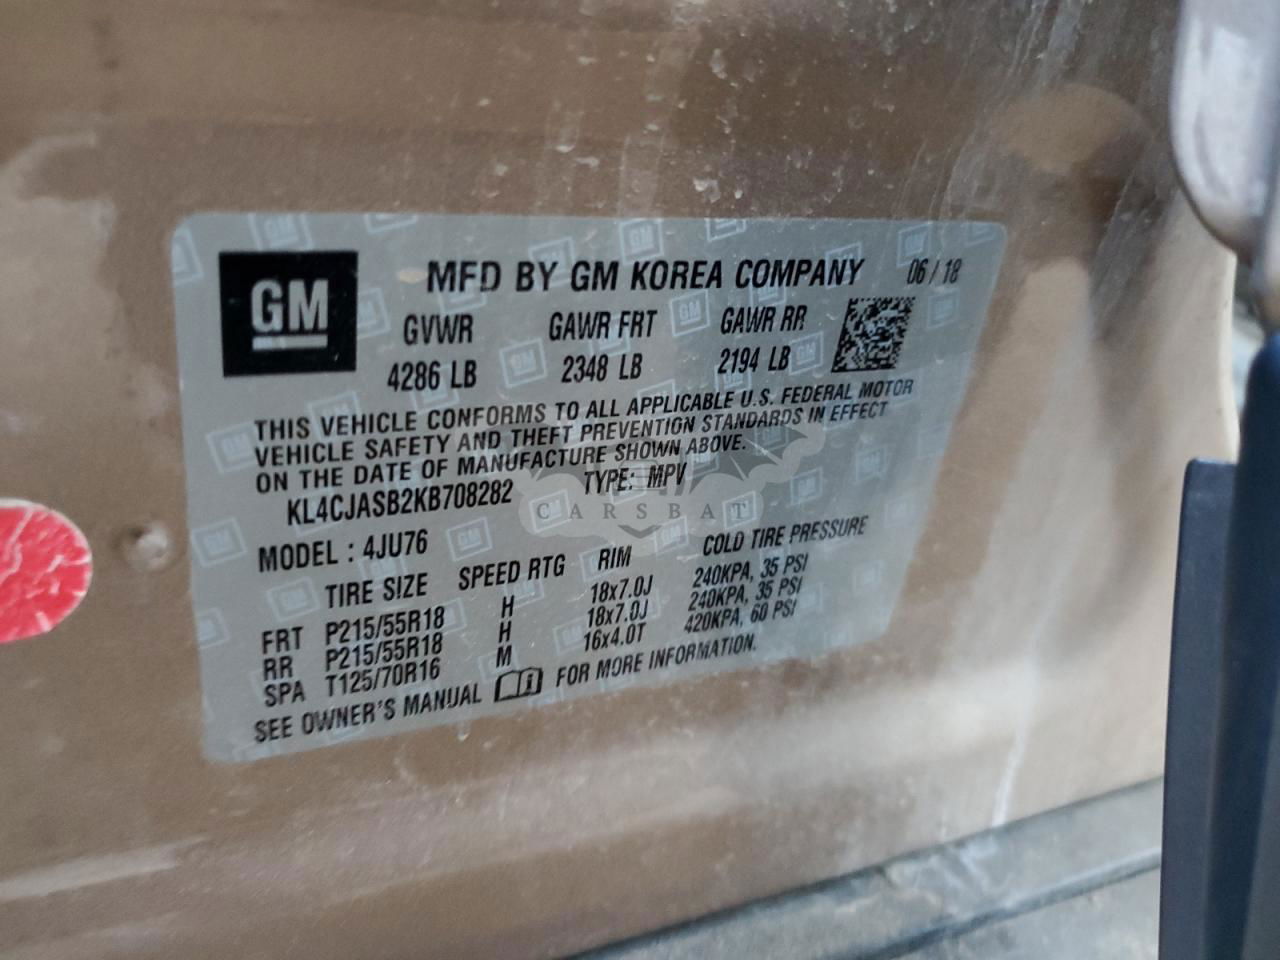 GM
MFD BY GM KOREA COMPANY 06 / 18
GVWR GAWR FRT GAWR RR
4286 LB 2348 LB 2194 LB
THIS VEHICLE CONFORMS TO ALL APPLICABLE U.S. FEDERAL MOTOR
VEHICLE SAFETY AND THEFT PREVENTION STANDARDS IN EFFECT
ON THE DATE OF MANUFACTURE SHOWN ABOVE.
KL4CJASB2KB708282 TYPE: MPV
CARSBAT
MODEL : 4JU76
TIRE SIZE SPEED RTG RIM COLD TIRE PRESSURE
FRT P215/55R18 H 18x7.0J 240KPA, 35 PSI
RR P215/55R18 H 18x7.0J 240KPA, 35 PSI
SPA T125/70R16 M 16x4.0T 420KPA, 60 PSI
SEE OWNER'S MANUAL FOR MORE INFORMATION.